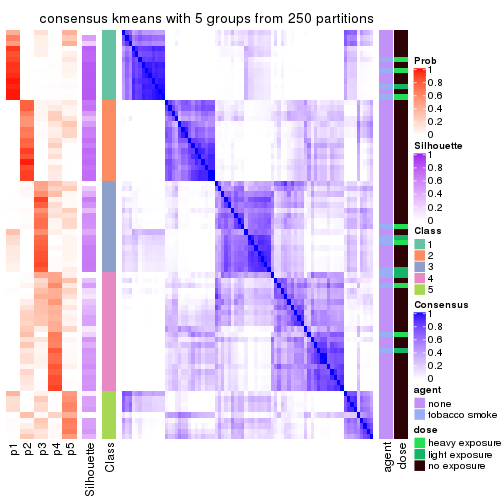 consensus kmeans with 5 groups from 250 partitions
Prob
1
0.8
0.6
0.4
0.2
0
Silhouette
1
0.8
0.6
0.4
0.2
0
Class
1
2
3
4
5
Consensus
1
0.8
0.6
0.4
0.2
0
agent
none
tobacco smoke
dose
heavy exposure
light exposure
no exposure
p1
p2
p3
p4
p5
Silhouette
Class
agent
dose